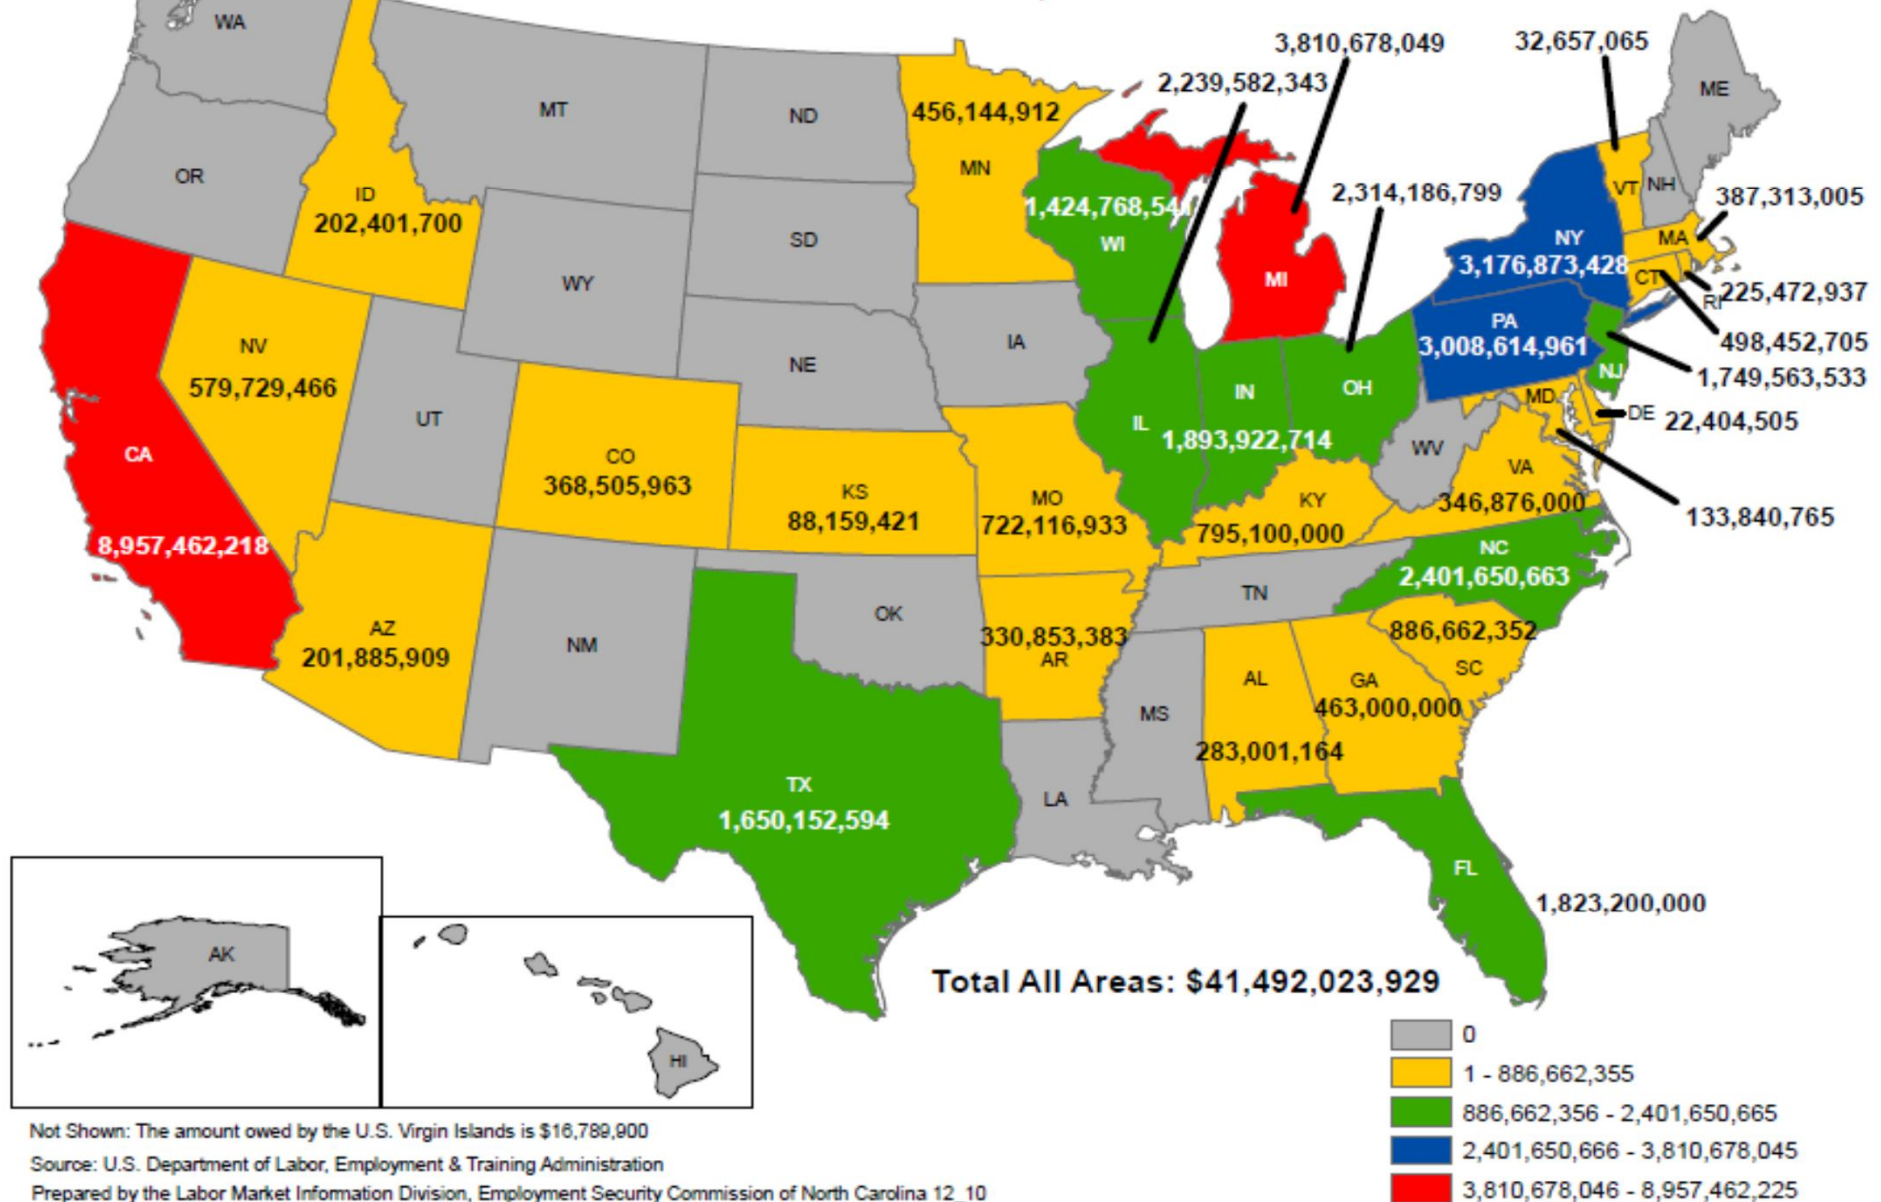 WA
3,810,678,049
32,657,065
2,239,582,343
ME
MT
ND
456,144,912
OR
ID
202,401,700
MN
1,424,768,541
WI
2,314,186,799
VT
NH
387,313,005
SD
MI
NY
3,176,873,428
MA
CT
225,472,937
RI
WY
NV
579,729,466
IA
PA
3,008,614,961
498,452,705
1,749,563,533
NJ
NE
UT
IN
OH
MD
DE
22,404,505
CA
8,957,462,218
CO
368,505,963
KS
88,159,421
MO
722,116,933
IL
1,893,922,714
WV
VA
346,876,000
133,840,765
KY
795,100,000
NC
2,401,650,663
TN
OK
AZ
201,885,909
NM
330,853,383
AR
886,662,352
SC
AL
GA
463,000,000
MS
283,001,164
TX
1,650,152,594
LA
FL
1,823,200,000
AK
HI
Total All Areas: $41,492,023,929
0
1 - 886,662,355
886,662,356 - 2,401,650,665
2,401,650,666 - 3,810,678,045
3,810,678,046 - 8,957,462,225
Not Shown: The amount owed by the U.S. Virgin Islands is $16,789,900
Source: U.S. Department of Labor, Employment & Training Administration
Prepared by the Labor Market Information Division, Employment Security Commission of North Carolina 12_10